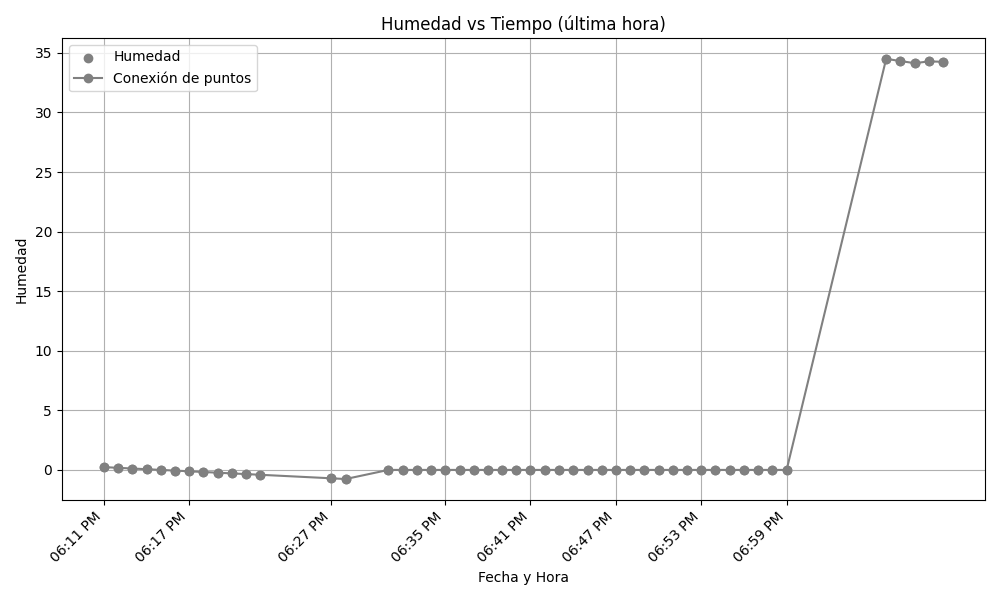 Humedad vs Tiempo (última hora)
Humedad
Conexión de puntos
35
30
25
20
15
10
5
0
Humedad
06:11 PM
06:17 PM
06:27 PM
06:35 PM
06:41 PM
06:47 PM
06:53 PM
06:59 PM
Fecha y Hora